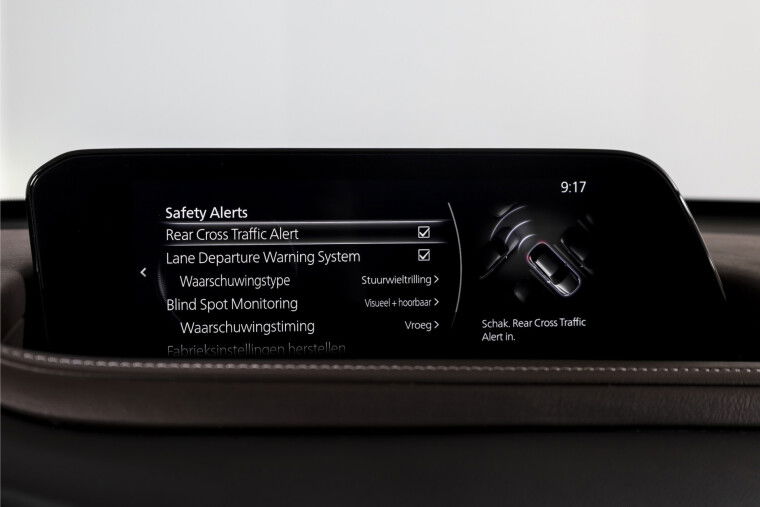 9:17
Safety Alerts
Rear Cross Traffic Alert
Lane Departure Warning System
Waarschuwingstype Stuurwieltrilling
Blind Spot Monitoring Visueel + hoorbaar
Waarschuwingstiming Vroeg
Fabrieksinstellingen herstellen
Schak. Rear Cross Traffic
Alert in.